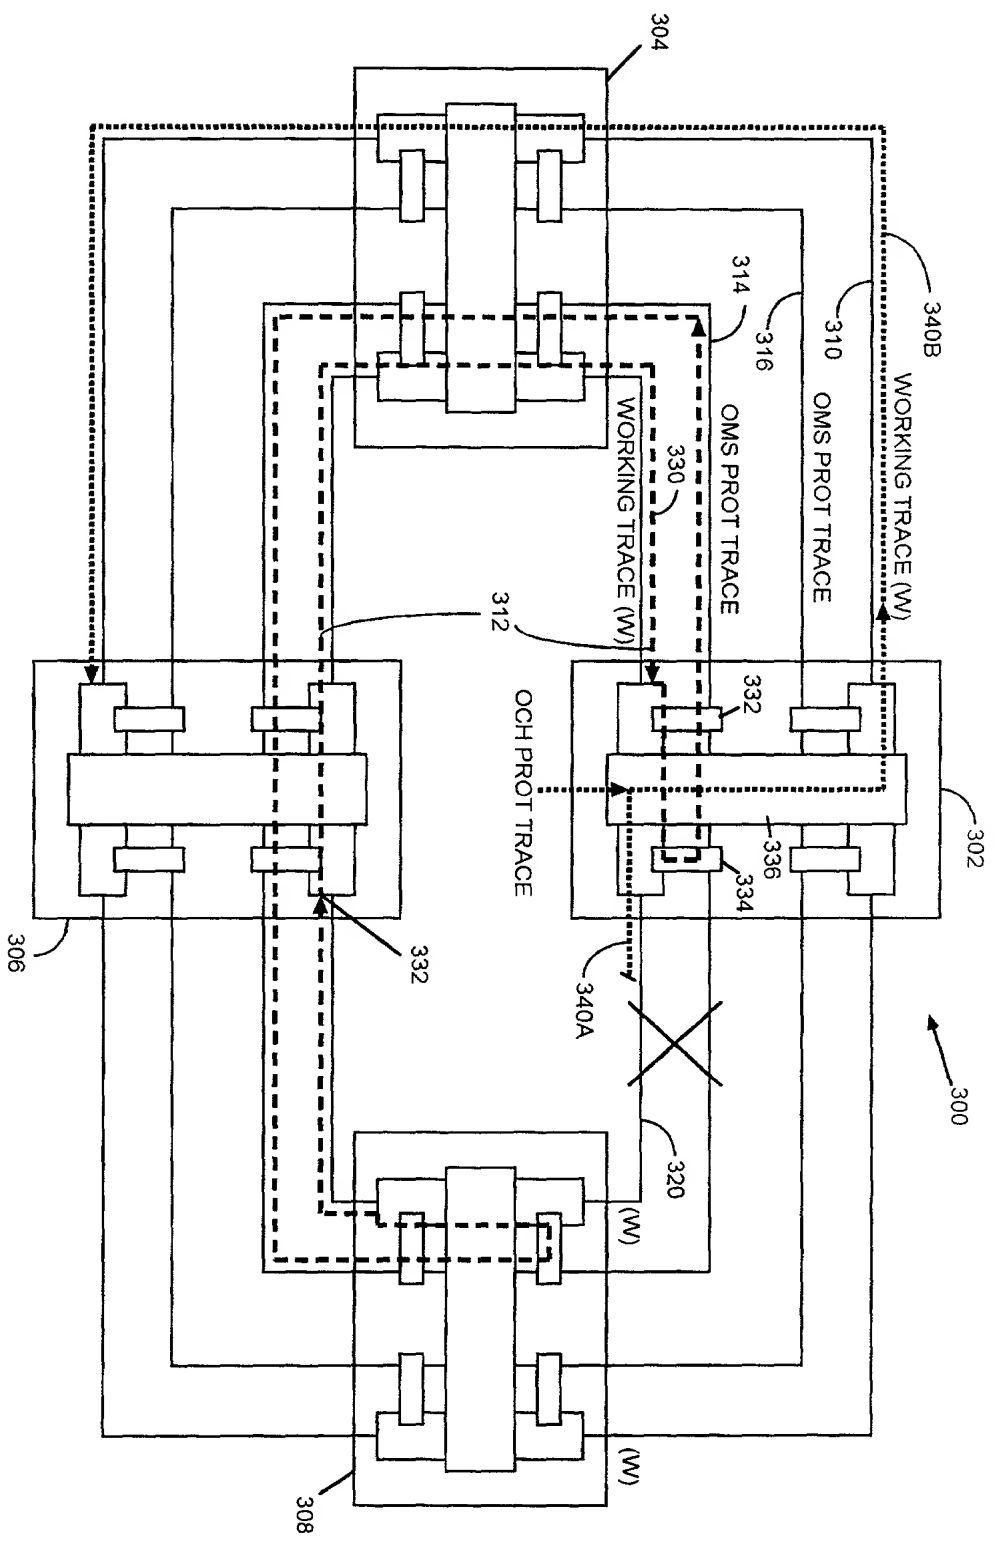 304
340B
310
WORKING TRACE (W)
316
OMS PROT TRACE
314
OMS PROT TRACE
330
WORKING TRACE (W)
312
302
332
336
334
OCH PROT TRACE
340A
300
320
(W)
(W)
306
332
308